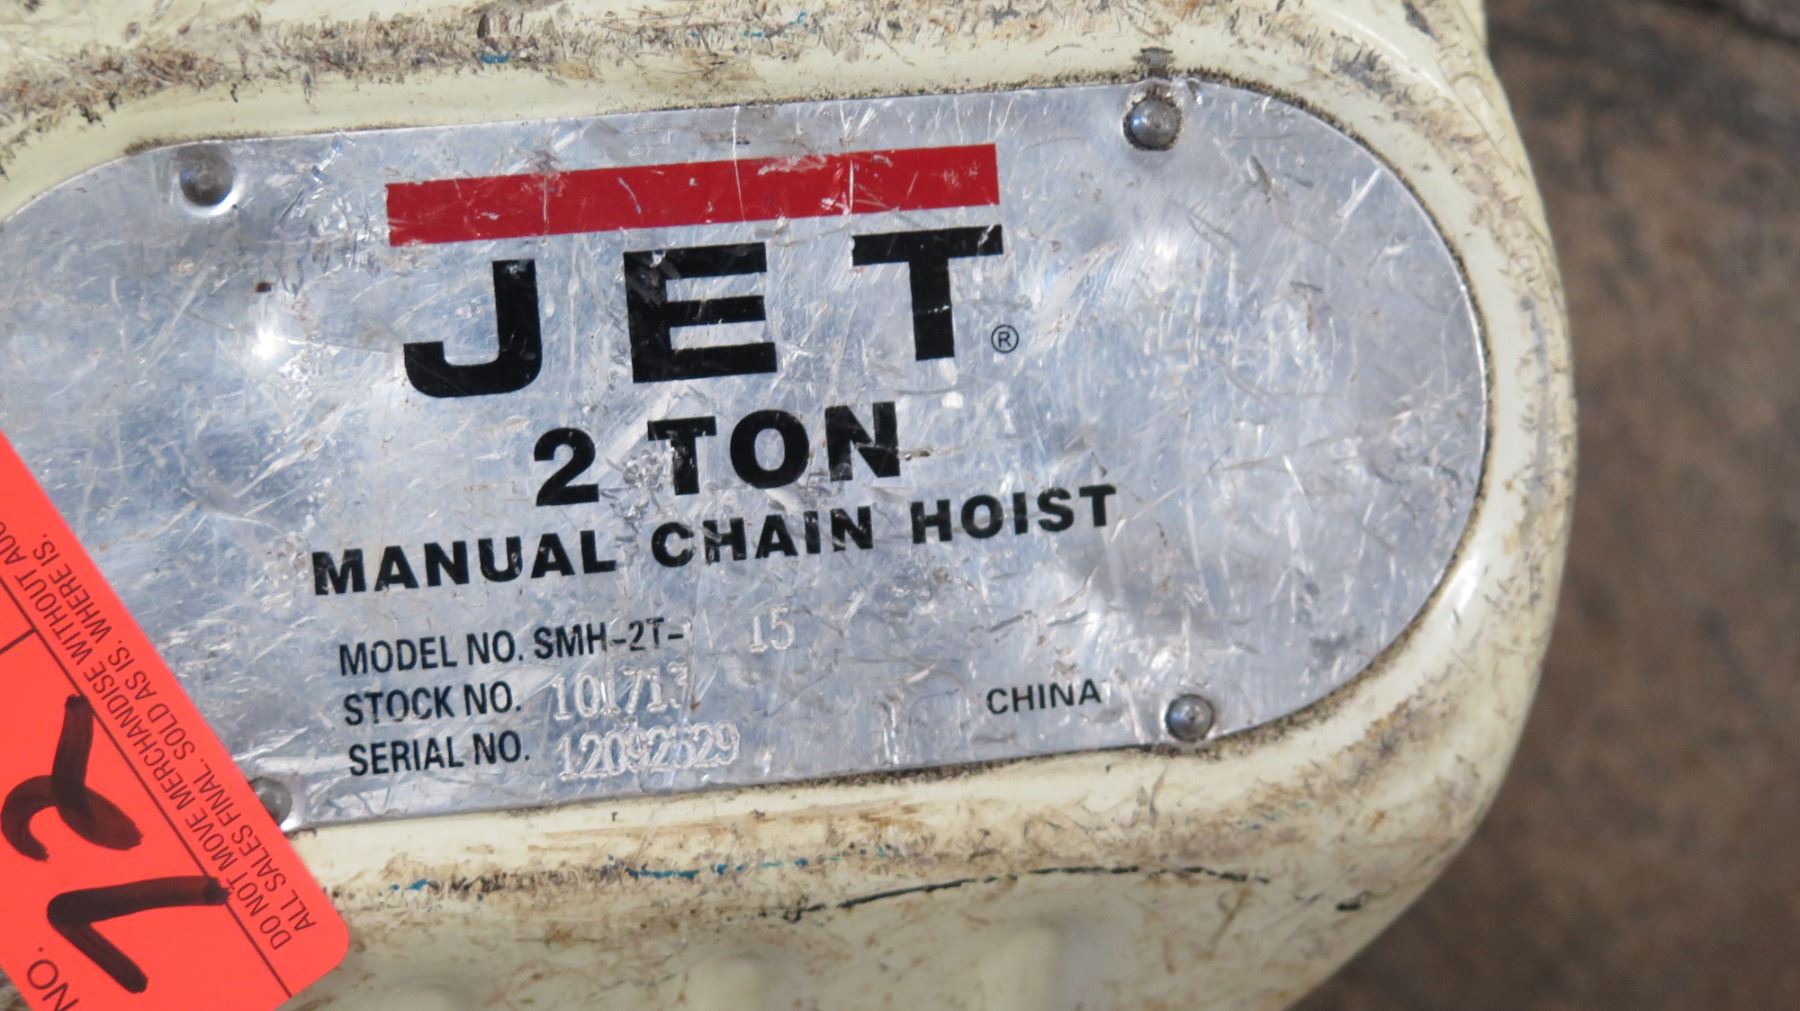 JET®
2 TON
MANUAL CHAIN HOIST
MODEL NO. SMH-2T- 15
STOCK NO.
SERIAL NO.
CHINA
DO NOT MOVE MERCHANDISE WITHOUT
ALL SALES FINAL. SOLD AS IS. WHERE IS.
NO.